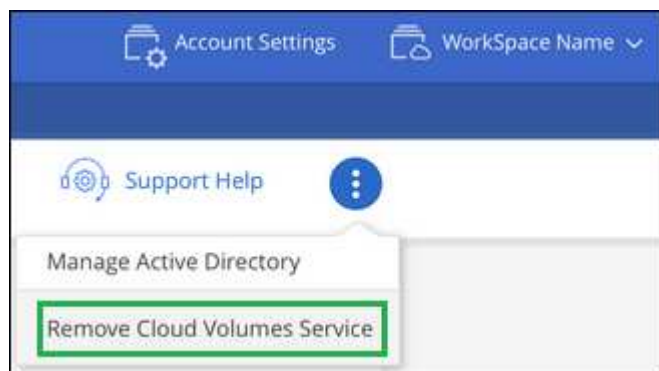 Account Settings
WorkSpace Name
Support Help
Manage Active Directory
Remove Cloud Volumes Service